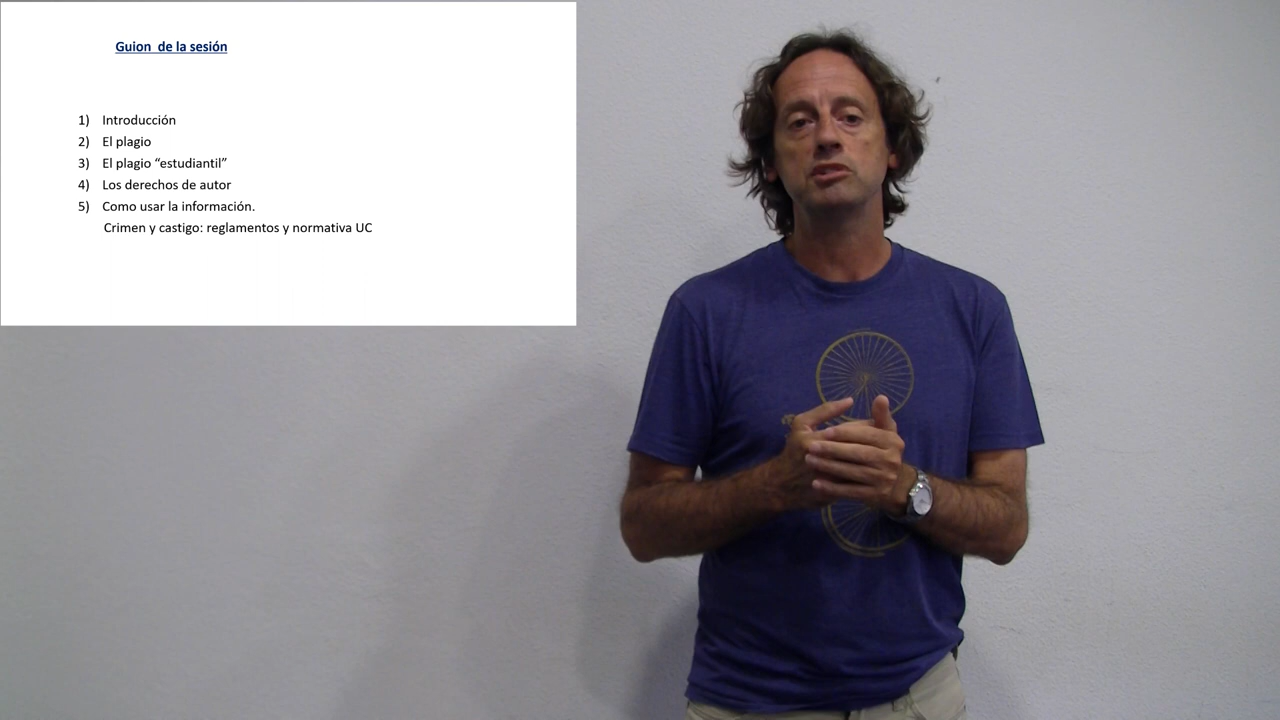 Guion de la sesión
1) Introducción
2) El plagio
3) El plagio “estudiantil”
4) Los derechos de autor
5) Como usar la información.
Crimen y castigo: reglamentos y normativa UC